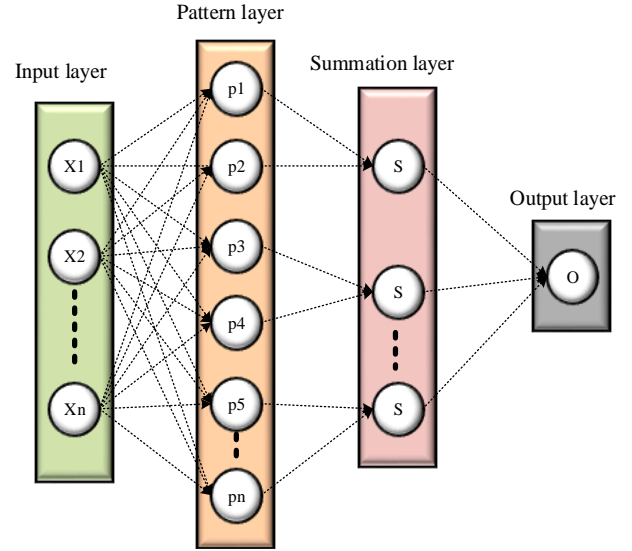 Pattern layer
Input layer
Summation layer
Output layer
X1
X2
Xn
p1
p2
p3
p4
p5
pn
S
S
S
O